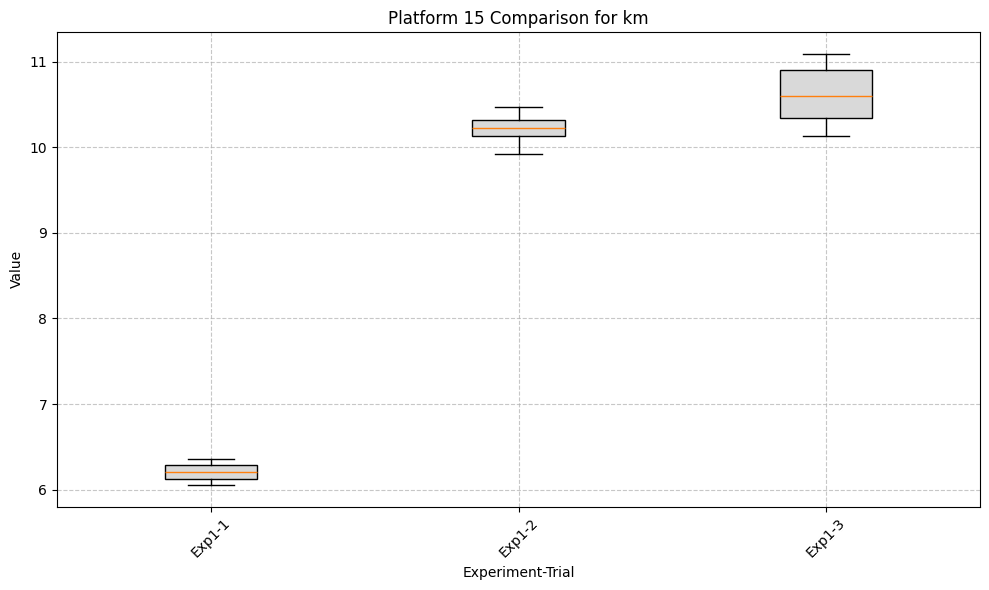 Platform 15 Comparison for km
Value
11
10
9
8
7
6
Exp1-1
Exp1-2
Exp1-3
Experiment-Trial